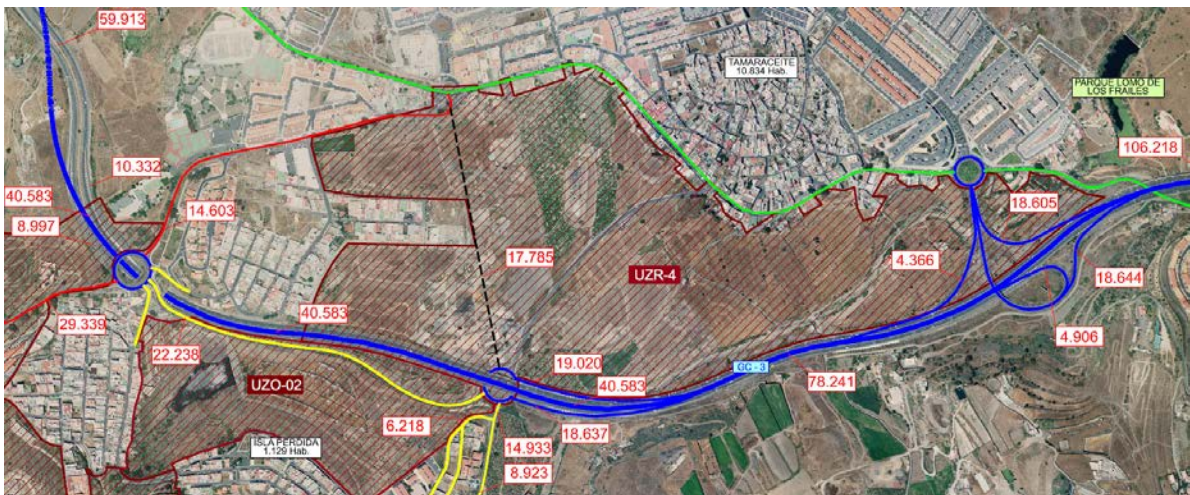 59.913
TAMARACEITE
10.834 Hab.
PARQUE LOMO DE
LOS FRAILES
106.218
10.332
40.583
8.997
14.603
18.605
17.785
UZR-4
4.366
18.644
29.339
40.583
4.906
22.238
19.020
GC - 3
UZO-02
40.583
78.241
6.218
ISLA PERDIDA
1.129 Hab.
18.637
14.933
8.923